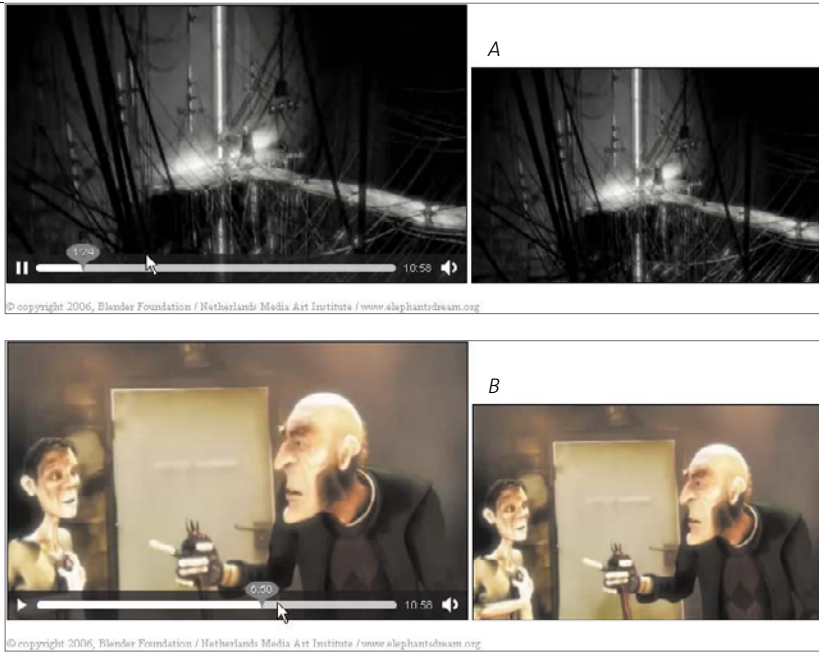 A
1:24
10:58
© copyright 2006, Blender Foundation / Netherlands Media Art Institute / www.elephantsdream.org
B
6:50
10:58
© copyright 2006, Blender Foundation / Netherlands Media Art Institute / www.elephantsdream.org